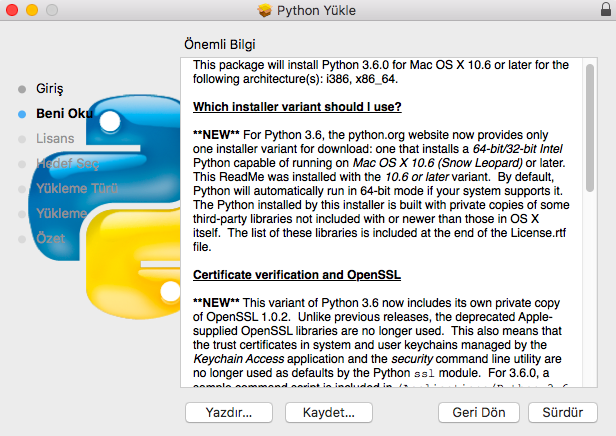 Python Yükle
Önemli Bilgi
Giriş
Beni Oku
Lisans
Hedef Seç
Yükleme Türü
Yükleme
Özet
This package will install Python 3.6.0 for Mac OS X 10.6 or later for the
following architecture(s): i386, x86_64.
Which installer variant should I use?
**NEW** For Python 3.6, the python.org website now provides only
one installer variant for download: one that installs a 64-bit/32-bit Intel
Python capable of running on Mac OS X 10.6 (Snow Leopard) or later.
This ReadMe was installed with the 10.6 or later variant.  By default,
Python will automatically run in 64-bit mode if your system supports it.
The Python installed by this installer is built with private copies of some
third-party libraries not included with or newer than those in OS X
itself.  The list of these libraries is included at the end of the License.rtf
file.
Certificate verification and OpenSSL
**NEW** This variant of Python 3.6 now includes its own private copy
of OpenSSL 1.0.2.  Unlike previous releases, the deprecated Apple-
supplied OpenSSL libraries are no longer used.  This also means that
the trust certificates in system and user keychains managed by the
Keychain Access application and the security command line utility are
no longer used as defaults by the Python ssl module.  For 3.6.0, a
sample command script is included in /Applications/Python 3.6
Yazdır...
Kaydet...
Geri Dön
Sürdür